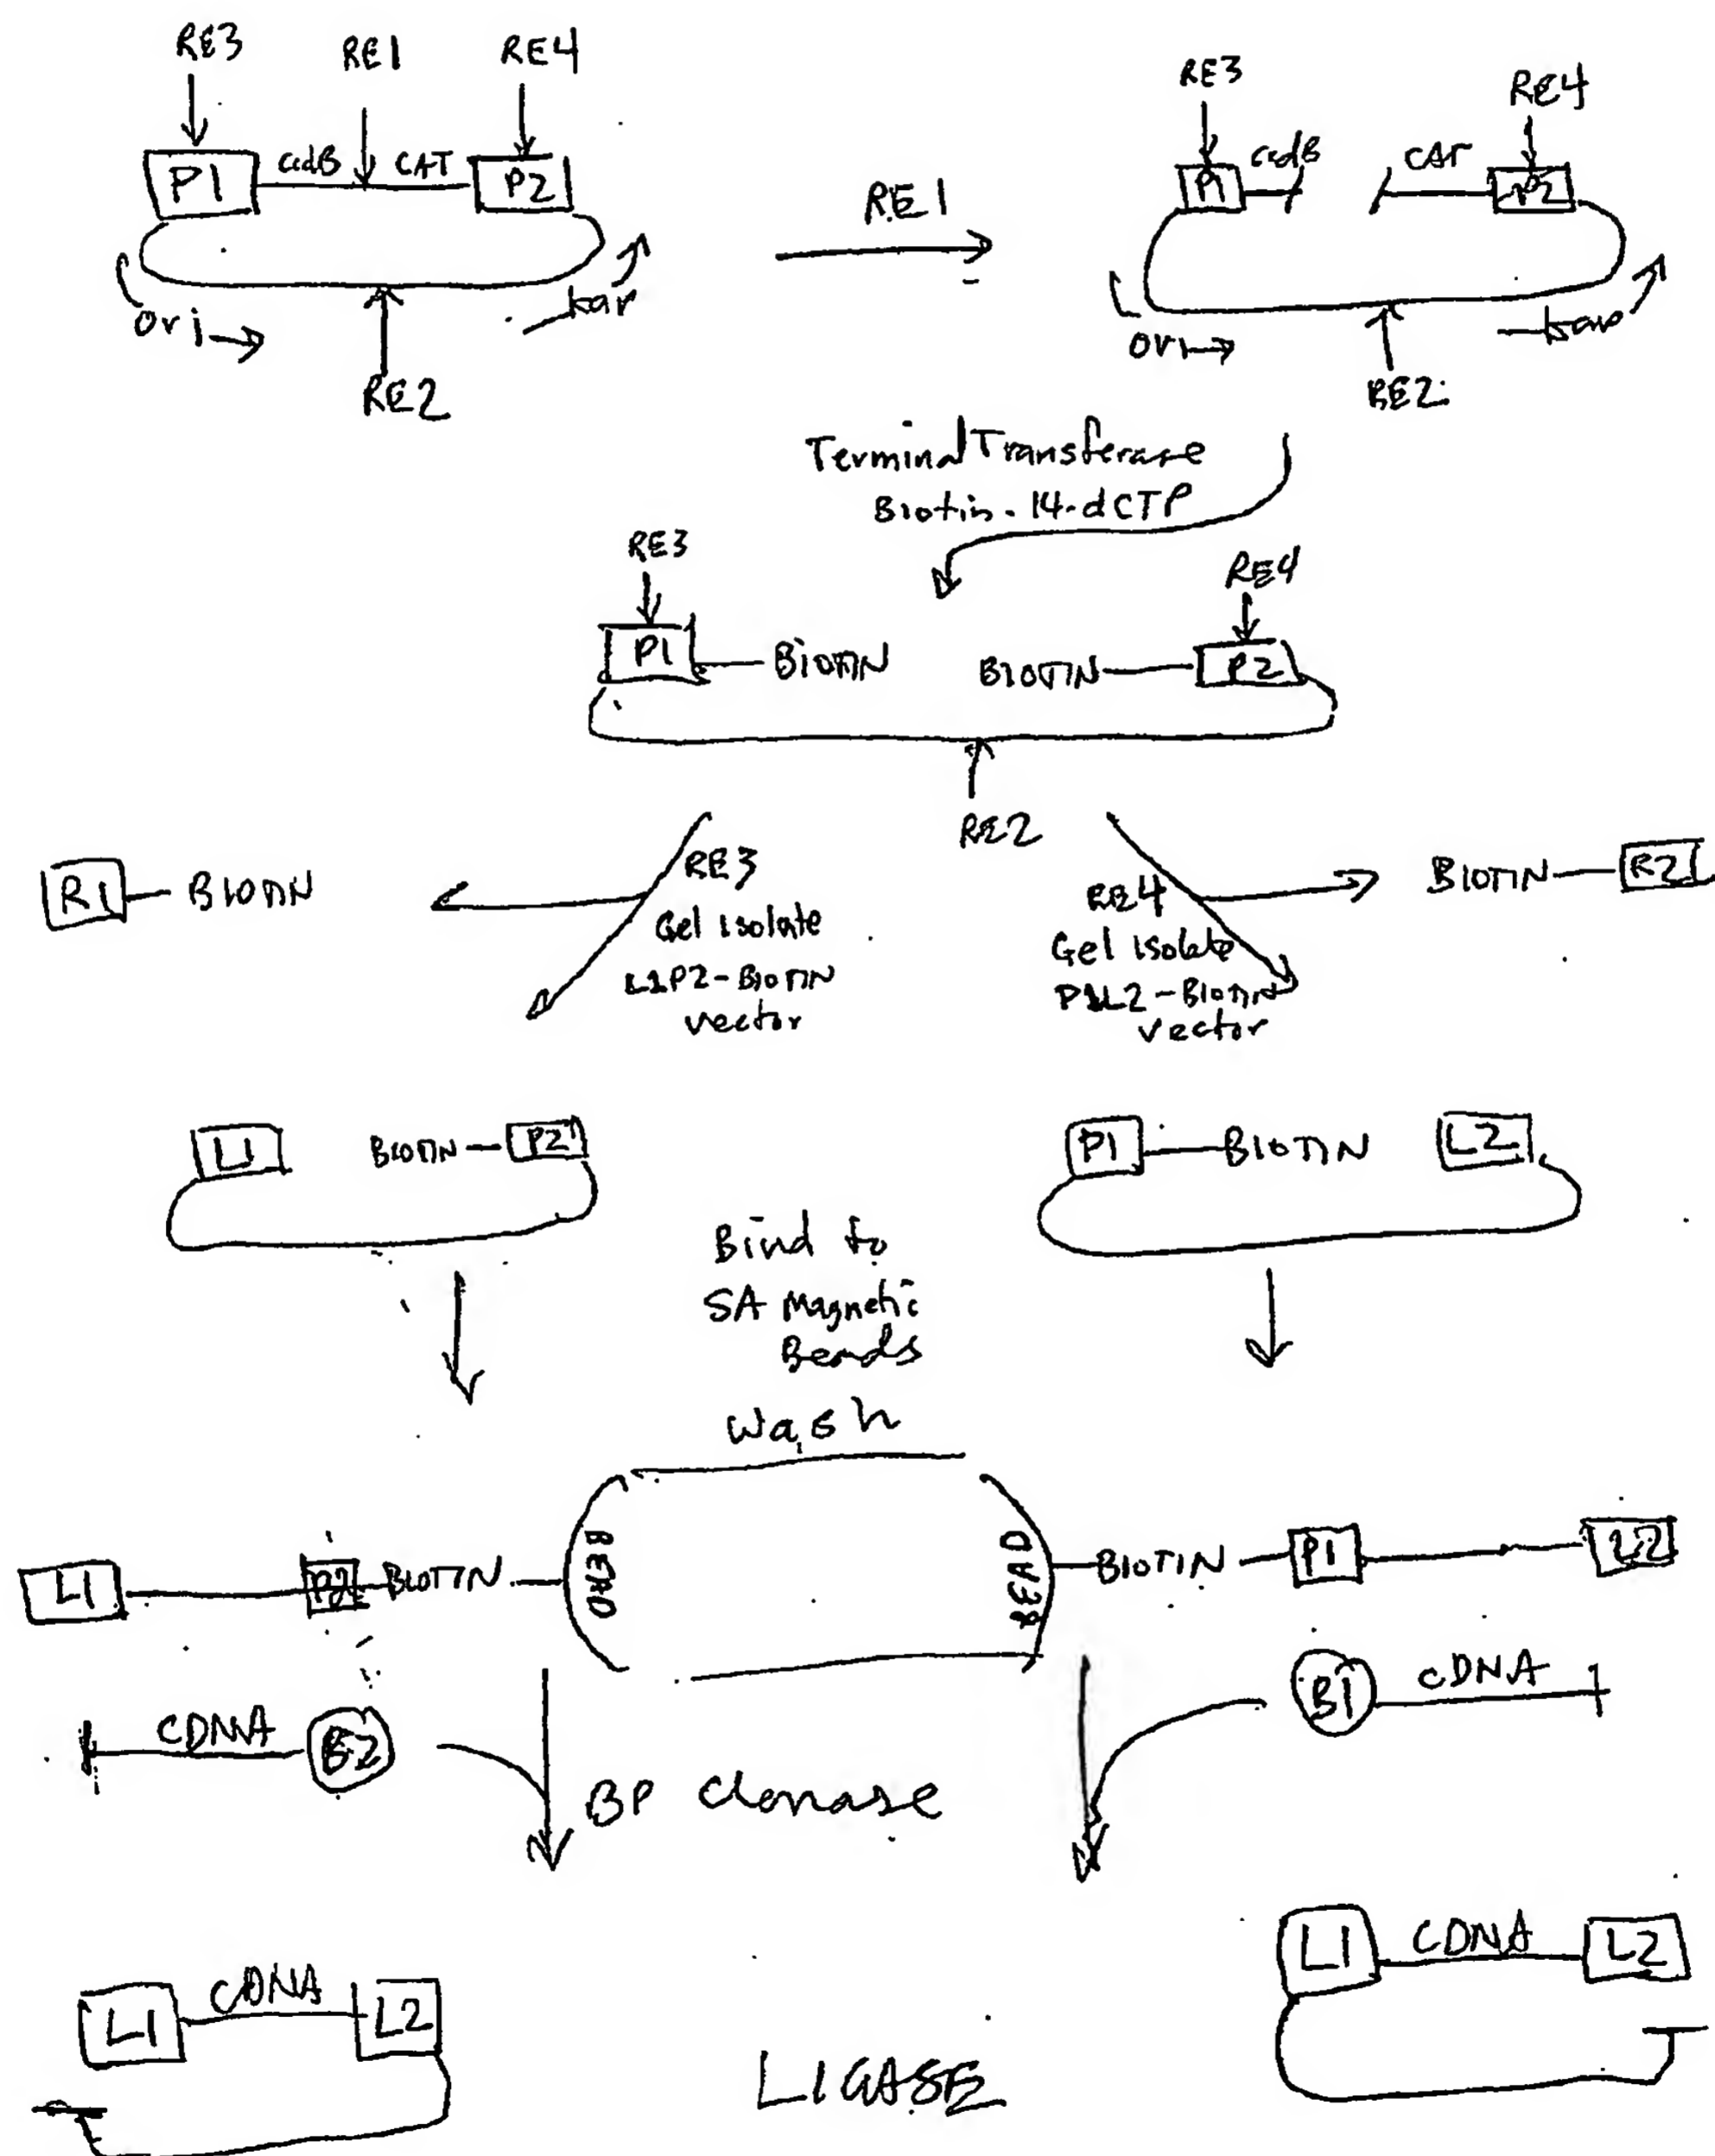 RE3 RE1 RE4
P1 ccdB CAT P2
ori
kan
RE2
RE1
RE3 RE4
P1 ccdB CAT P2
ori
RE2
Terminal Transferase
Biotin-14-dCTP
RE3 RE4
P1 BIOTIN BIOTIN P2
RE2
R1 BIOTIN
RE3
Gel isolate
L1P2-BIOTIN
vector
RE4
Gel isolate
P1L2-BIOTIN
vector
BIOTIN R2
L1 BIOTIN P2
P1 BIOTIN L2
Bind to
SA Magnetic
Beads
Wash
L1 P2 BIOTIN BEAD
BEAD BIOTIN P1 L2
CDNA B2
B1 cDNA
BP clonase
L1 CDNA L2
L1 CDNA L2
LIGASE